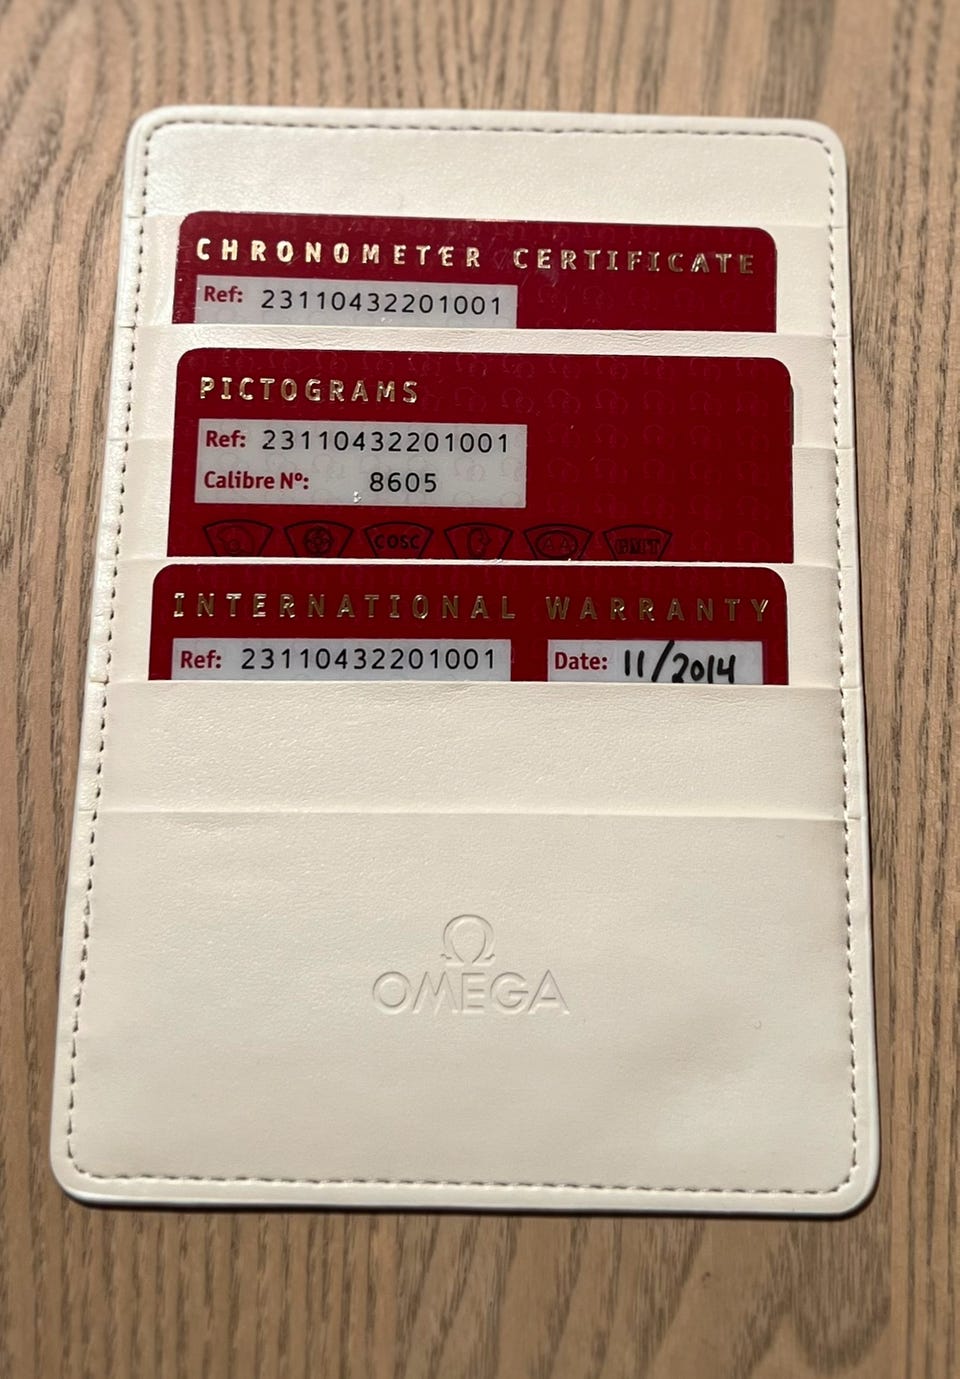 CHRONOMETER CERTIFICATE
Ref: 23110432201001
PICTOGRAMS
Ref: 23110432201001
Calibre Nº: 8605
COSC GMT
INTERNATIONAL WARRANTY
Ref: 23110432201001 Date: 11/2014
Ω
OMEGA